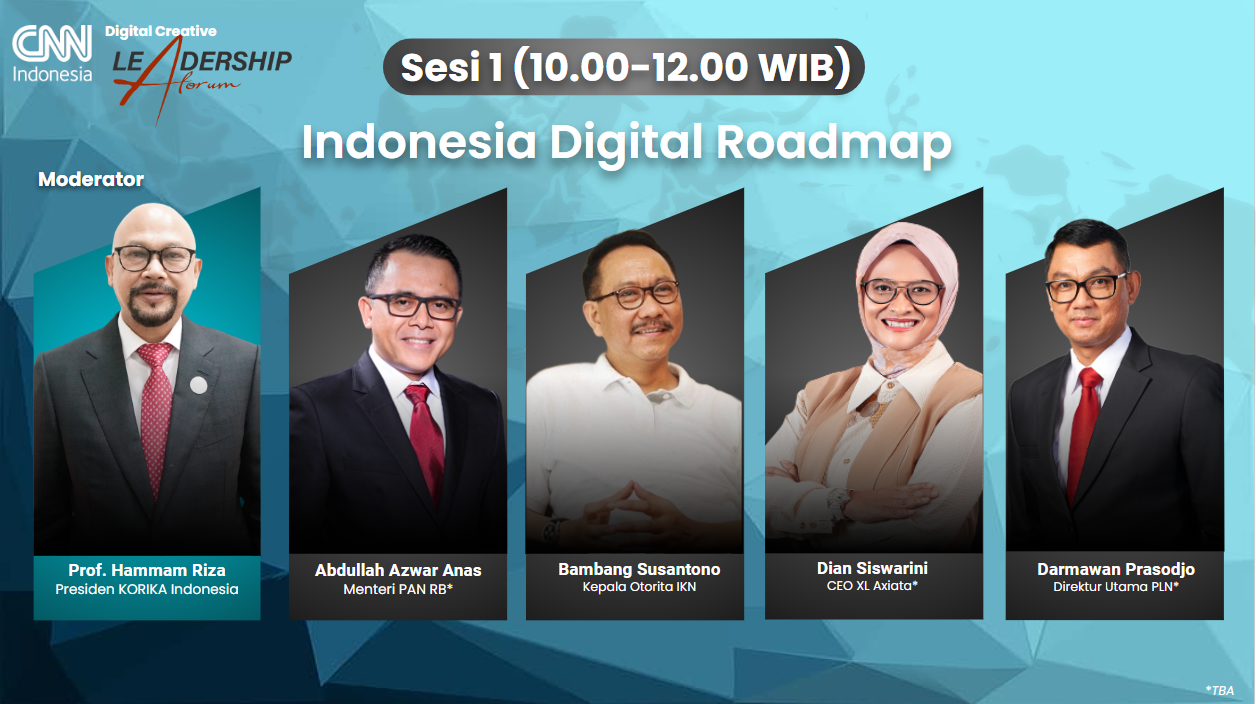 CNN
Indonesia
Digital Creative
LEADERSHIP
forum
Sesi 1 (10.00-12.00 WIB)
Indonesia Digital Roadmap
Moderator
Prof. Hammam Riza
Presiden KORIKA Indonesia
Abdullah Azwar Anas
Menteri PAN RB*
Bambang Susantono
Kepala Otorita IKN
Dian Siswarini
CEO XL Axiata*
Darmawan Prasodjo
Direktur Utama PLN*
*TBA